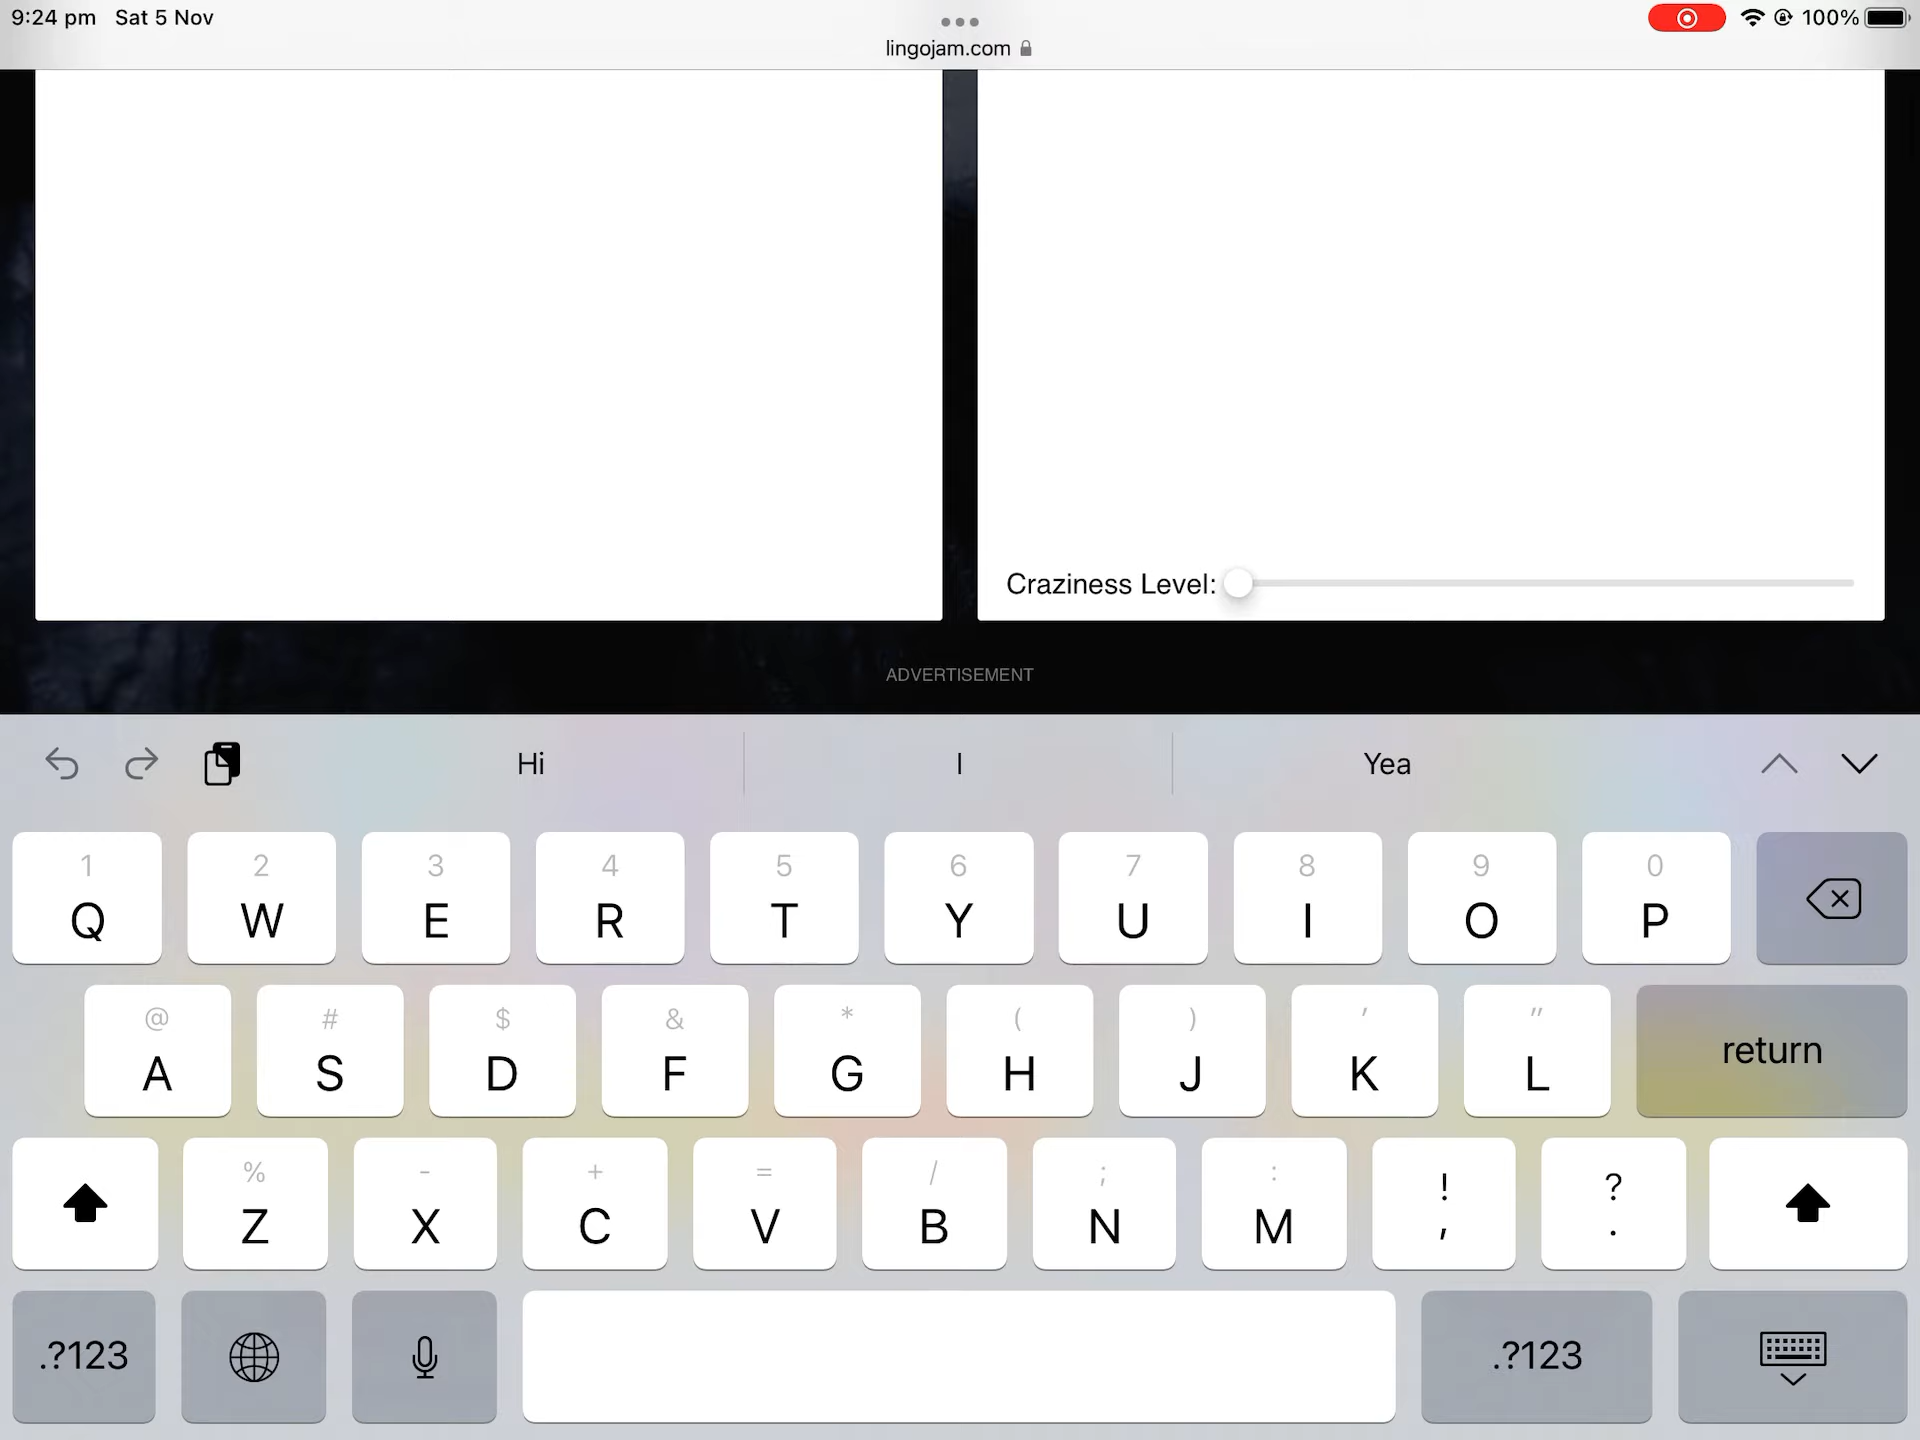 9:24 pm Sat 5 Nov
100%
lingojam.com
Craziness Level:
ADVERTISEMENT
Hi I Yea
1 2 3 4 5 6 7 8 9 0
Q W E R T Y U I O P
@ # $ & * ( ) ' "
A S D F G H J K L return
% - + = / ; : ! ?
Z X C V B N M , .
.?123 .?123